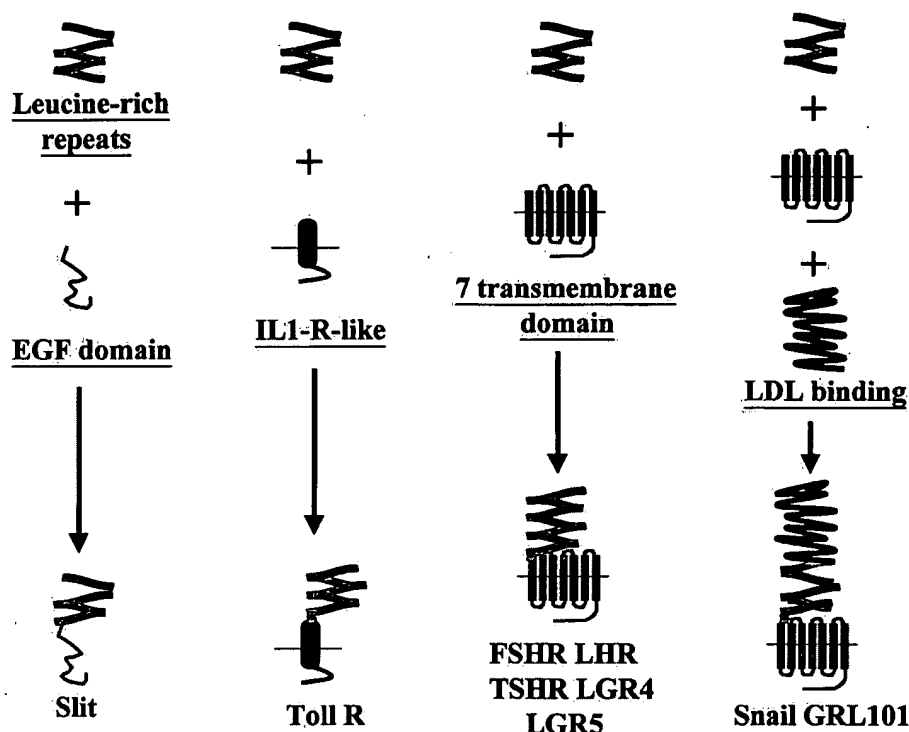 Leucine-rich
repeats
+
EGF domain
Slit
+
IL1-R-like
Toll R
+
7 transmembrane
domain
FSHR LHR
TSHR LGR4
LGR5
+
+
LDL binding
Snail GRL101